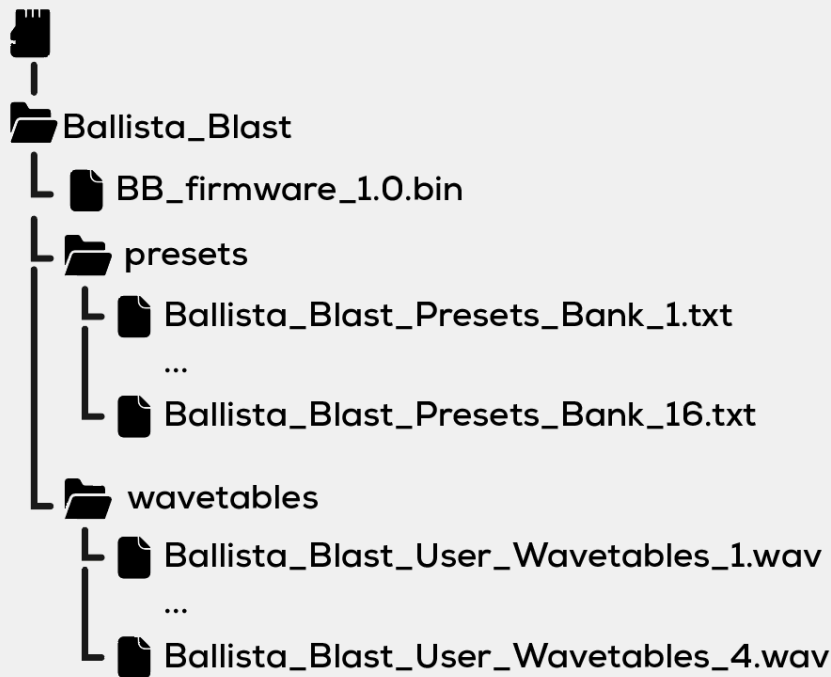 Ballista_Blast
BB_firmware_1.0.bin
presets
Ballista_Blast_Presets_Bank_1.txt
...
Ballista_Blast_Presets_Bank_16.txt
wavetables
Ballista_Blast_User_Wavetables_1.wav
...
Ballista_Blast_User_Wavetables_4.wav